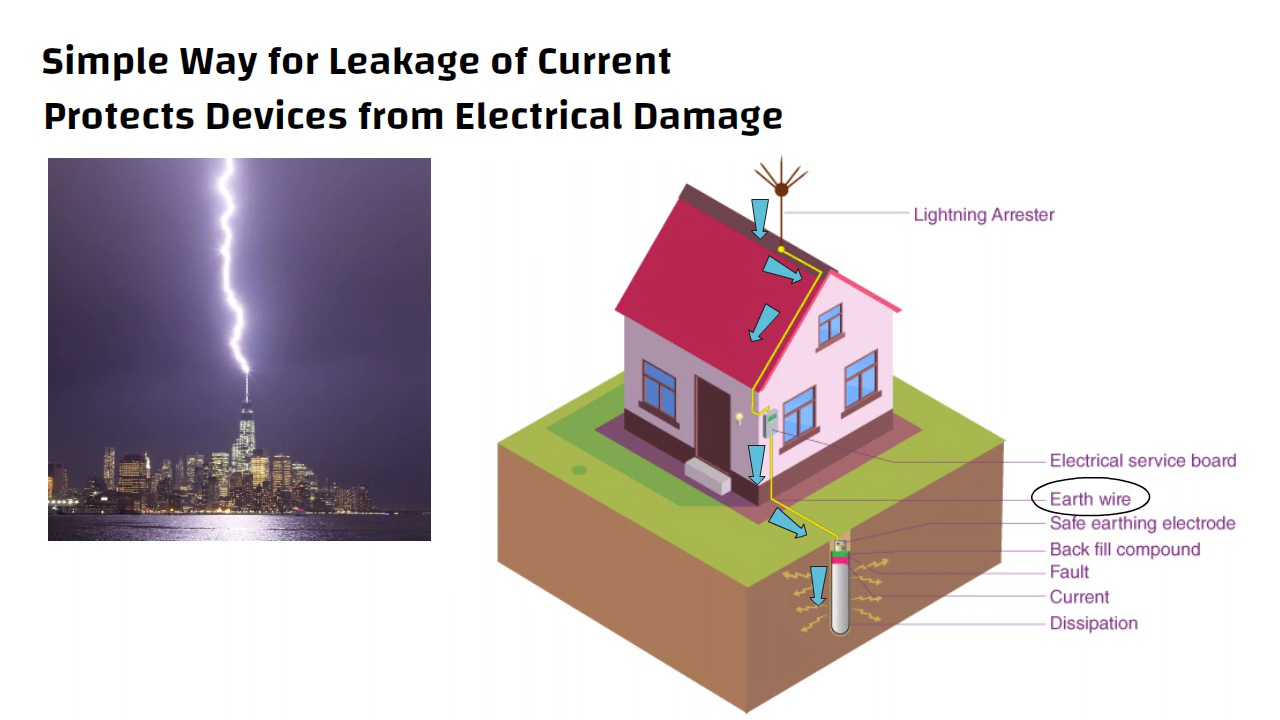 Simple Way for Leakage of Current
Protects Devices from Electrical Damage
Lightning Arrester
Electrical service board
Earth wire
Safe earthing electrode
Back fill compound
Fault
Current
Dissipation